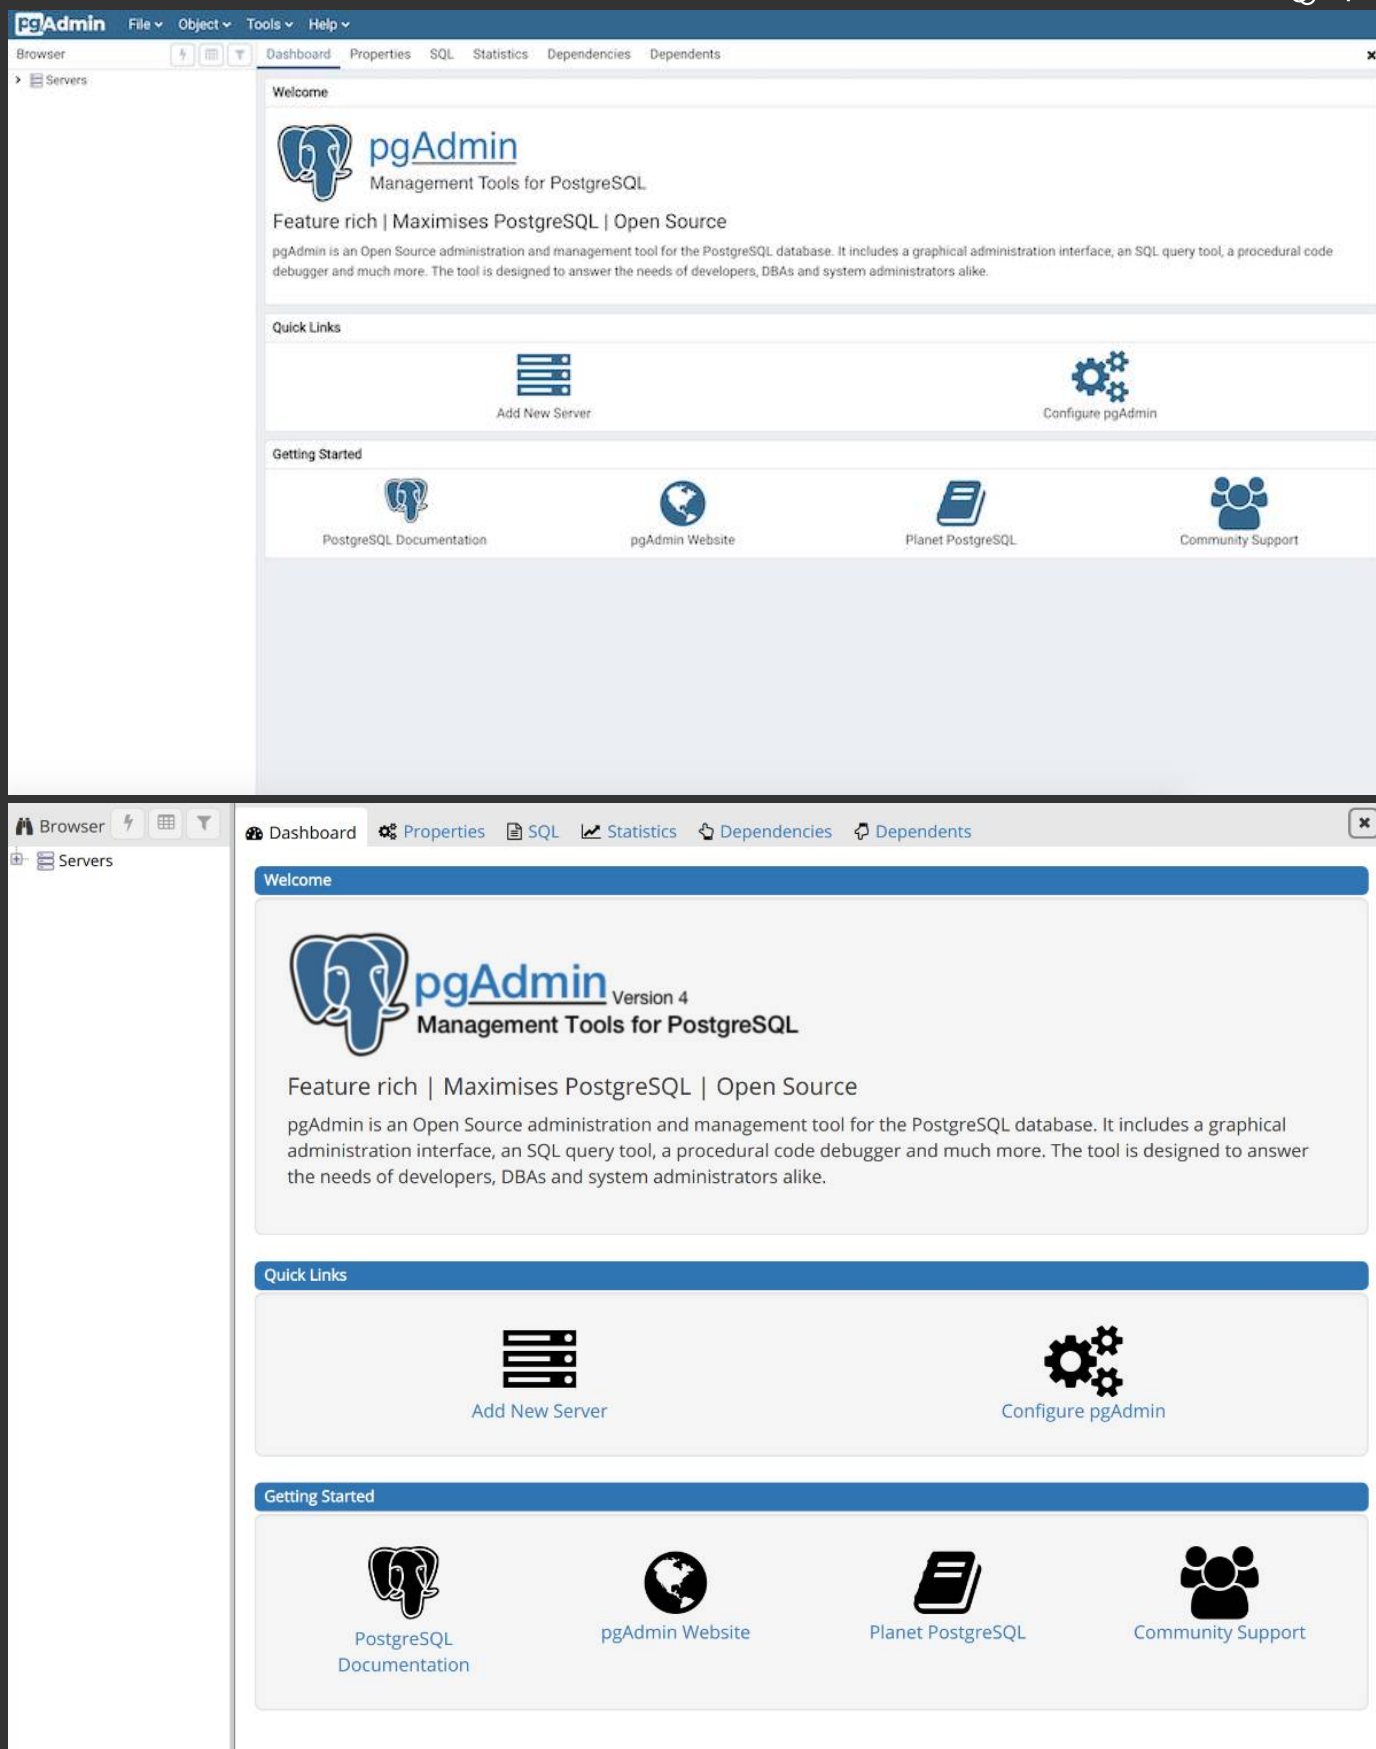 pgAdmin File Object Tools Help
Browser Dashboard Properties SQL Statistics Dependencies Dependents
Servers
Welcome
pgAdmin
Management Tools for PostgreSQL
Feature rich | Maximises PostgreSQL | Open Source
pgAdmin is an Open Source administration and management tool for the PostgreSQL database. It includes a graphical administration interface, an SQL query tool, a procedural code
debugger and much more. The tool is designed to answer the needs of developers, DBAs and system administrators alike.
Quick Links
Add New Server Configure pgAdmin
Getting Started
PostgreSQL Documentation pgAdmin Website Planet PostgreSQL Community Support
Browser Dashboard Properties SQL Statistics Dependencies Dependents
Servers
Welcome
pgAdmin Version 4
Management Tools for PostgreSQL
Feature rich | Maximises PostgreSQL | Open Source
pgAdmin is an Open Source administration and management tool for the PostgreSQL database. It includes a graphical
administration interface, an SQL query tool, a procedural code debugger and much more. The tool is designed to answer
the needs of developers, DBAs and system administrators alike.
Quick Links
Add New Server Configure pgAdmin
Getting Started
PostgreSQL
Documentation
pgAdmin Website Planet PostgreSQL Community Support